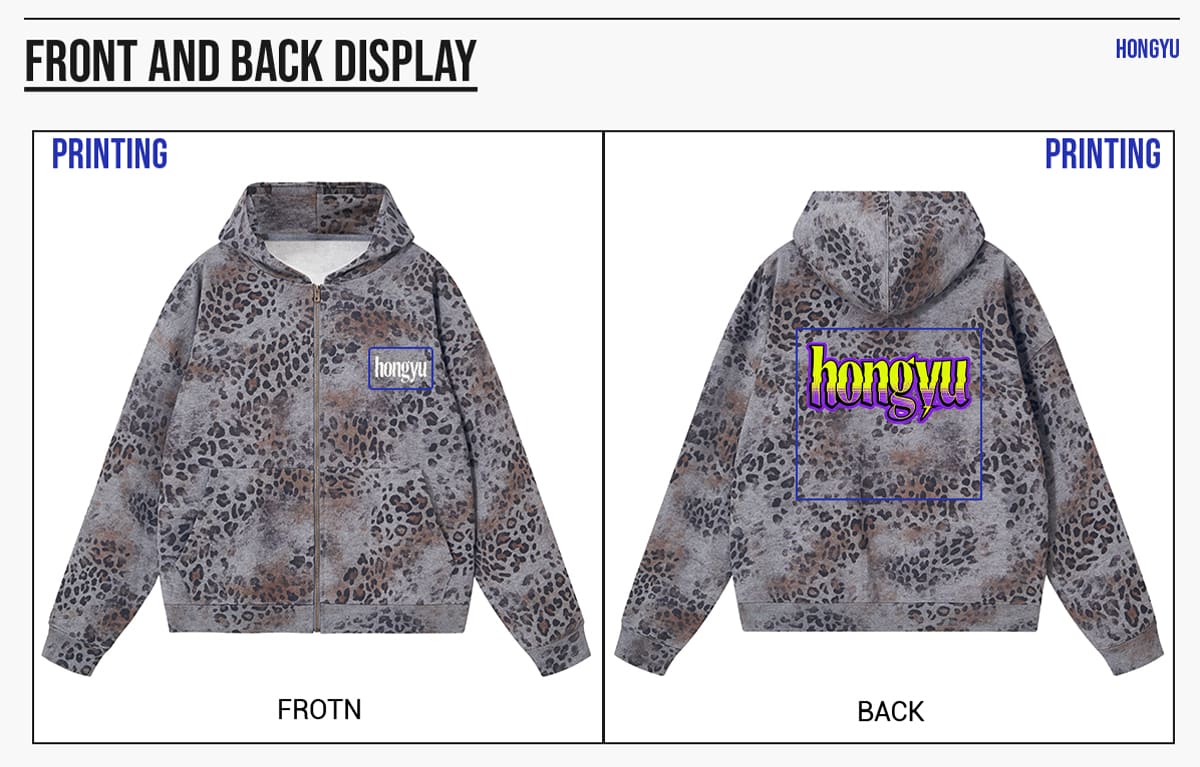 FRONT AND BACK DISPLAY
HONGYU
PRINTING
PRINTING
hongyu
hongyu
FROTN
BACK